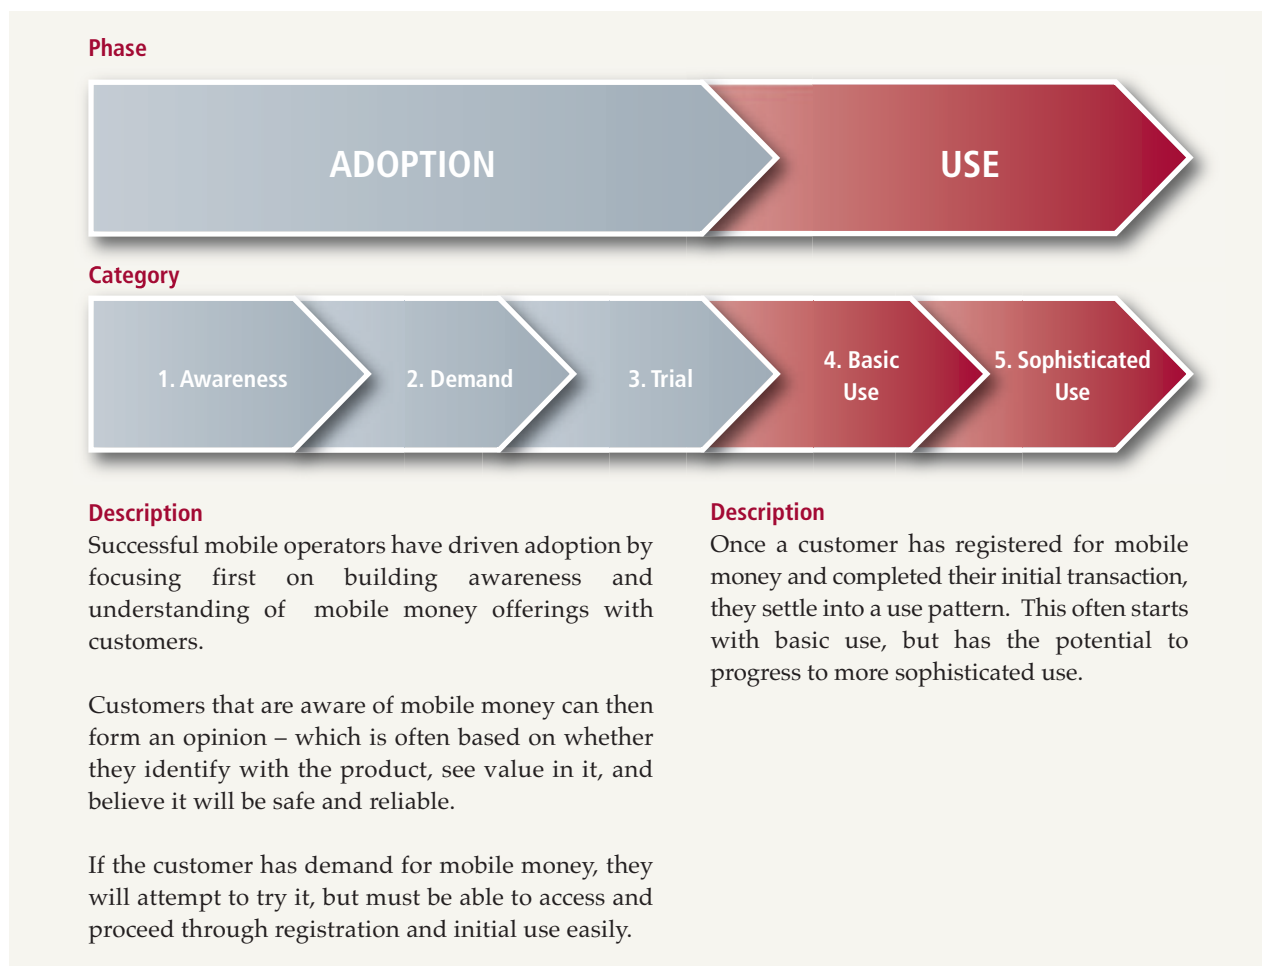 Phase
ADOPTION
USE
Category
1. Awareness
2. Demand
3. Trial
4. Basic
Use
5. Sophisticated
Use
Description
Successful mobile operators have driven adoption by
focusing first on building awareness and
understanding of mobile money offerings with
customers.
Customers that are aware of mobile money can then
form an opinion – which is often based on whether
they identify with the product, see value in it, and
believe it will be safe and reliable.
If the customer has demand for mobile money, they
will attempt to try it, but must be able to access and
proceed through registration and initial use easily.
Description
Once a customer has registered for mobile
money and completed their initial transaction,
they settle into a use pattern. This often starts
with basic use, but has the potential to
progress to more sophisticated use.